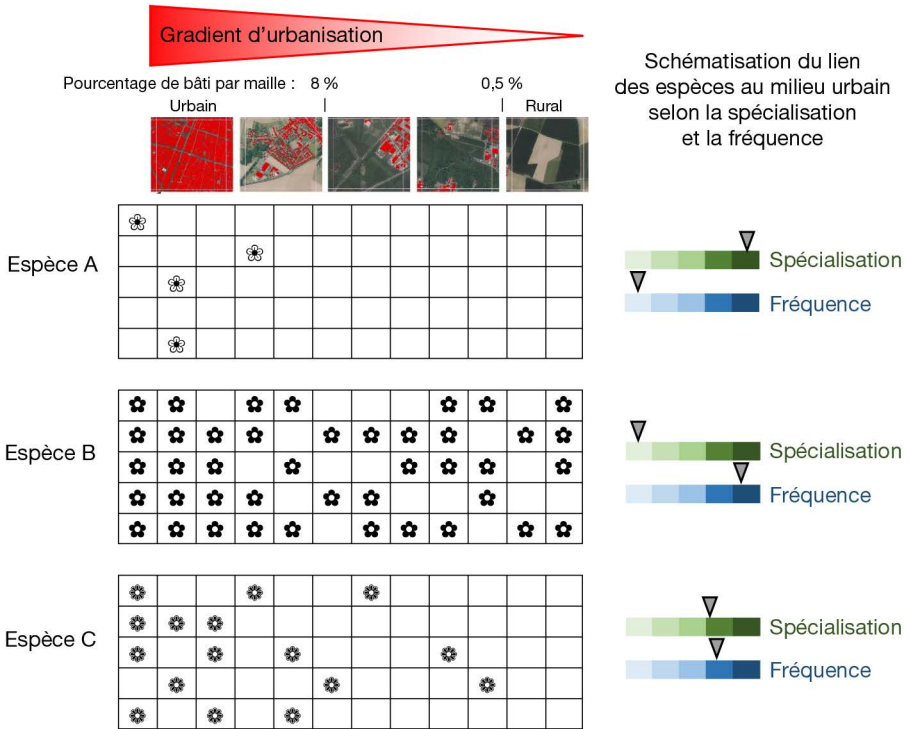 Gradient d’urbanisation
Schématisation du lien
des espèces au milieu urbain
selon la spécialisation
et la fréquence
Pourcentage de bâti par maille : 8 % 0,5 %
Urbain Rural
Espèce A
Spécialisation
Fréquence
Espèce B
Spécialisation
Fréquence
Espèce C
Spécialisation
Fréquence